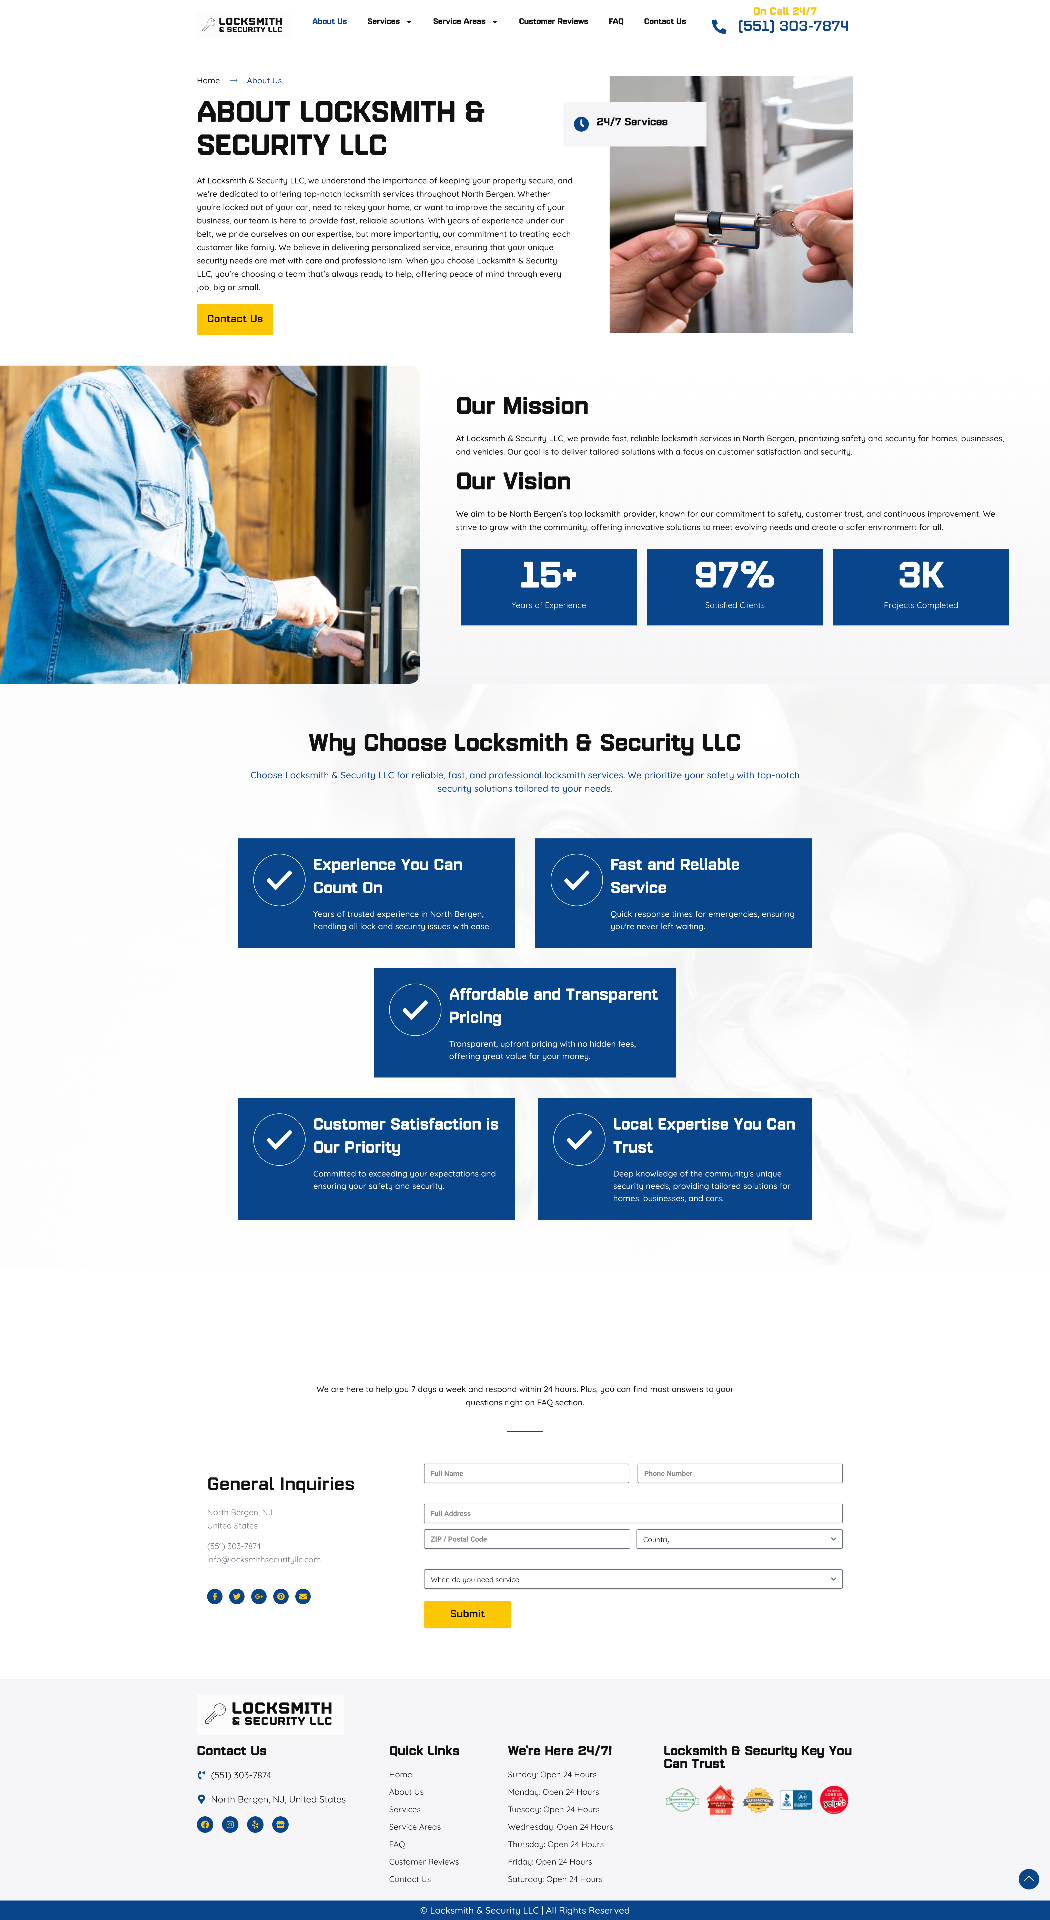 LOCKSMITH
& SECURITY LLC
About Us
Services
Service Areas
Customer Reviews
FAQ
Contact Us
On Call 24/7
(551) 303-7874
Home
About Us
ABOUT LOCKSMITH &
SECURITY LLC
24/7 Services
At Locksmith & Security LLC, we understand the importance of keeping your property secure, and
we're dedicated to offering top-notch locksmith services throughout North Bergen. Whether
you're locked out of your car, need to rekey your home, or want to improve the security of your
business, our team is here to provide fast, reliable solutions. With years of experience under our
belt, we pride ourselves on our expertise, but more importantly, our commitment to treating each
customer like family. We believe in delivering personalized service, ensuring that your unique
security needs are met with care and professionalism. When you choose Locksmith & Security
LLC, you're choosing a team that's always ready to help, offering peace of mind through every
job, big or small.
Contact Us
Our Mission
At Locksmith & Security LLC, we provide fast, reliable locksmith services in North Bergen, prioritizing safety and security for homes, businesses,
and vehicles. Our goal is to deliver tailored solutions with a focus on customer satisfaction and security.
Our Vision
We aim to be North Bergen's top locksmith provider, known for our commitment to safety, customer trust, and continuous improvement. We
strive to grow with the community, offering innovative solutions to meet evolving needs and create a safer environment for all.
15+
Years of Experience
97%
Satisfied Clients
3K
Projects Completed
Why Choose Locksmith & Security LLC
Choose Locksmith & Security LLC for reliable, fast, and professional locksmith services. We prioritize your safety with top-notch
security solutions tailored to your needs.
Experience You Can
Count On
Years of trusted experience in North Bergen,
handling all lock and security issues with ease.
Fast and Reliable
Service
Quick response times for emergencies, ensuring
you're never left waiting.
Affordable and Transparent
Pricing
Transparent, upfront pricing with no hidden fees,
offering great value for your money.
Customer Satisfaction is
Our Priority
Committed to exceeding your expectations and
ensuring your safety and security.
Local Expertise You Can
Trust
Deep knowledge of the community's unique
security needs, providing tailored solutions for
homes, businesses, and cars.
We are here to help you 7 days a week and respond within 24 hours. Plus, you can find most answers to your
questions right on FAQ section.
General Inquiries
North Bergen, NJ
United States
(551) 303-7874
info@locksmithsecurityllc.com
Full Name
Phone Number
Full Address
ZIP / Postal Code
Country
When do you need service
Submit
LOCKSMITH
& SECURITY LLC
Contact Us
(551) 303-7874
North Bergen, NJ, United States
Quick Links
Home
About Us
Services
Service Areas
FAQ
Customer Reviews
Contact Us
We're Here 24/7!
Sunday: Open 24 Hours
Monday: Open 24 Hours
Tuesday: Open 24 Hours
Wednesday: Open 24 Hours
Thursday: Open 24 Hours
Friday: Open 24 Hours
Saturday: Open 24 Hours
Locksmith & Security Key You
Can Trust
© Locksmith & Security LLC | All Rights Reserved